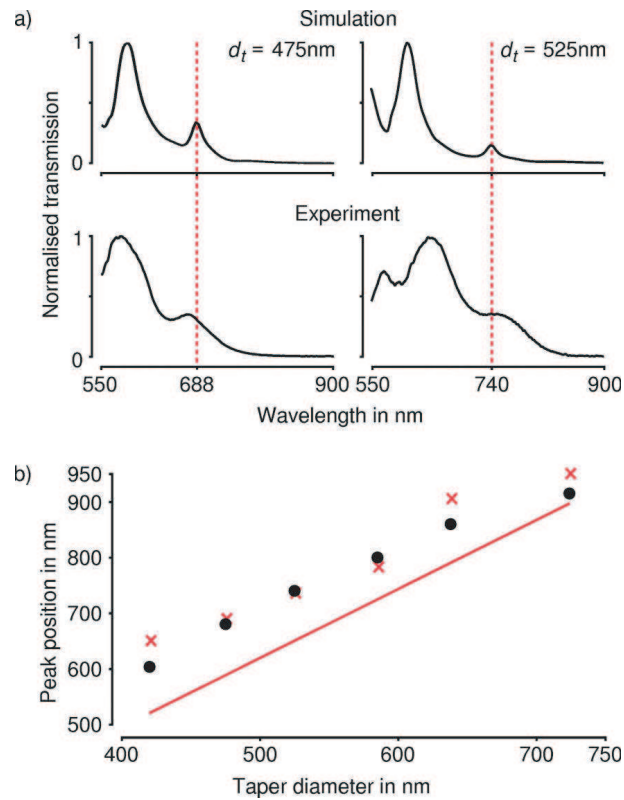 a)
Simulation
d_t = 475nm
d_t = 525nm
1
0
1
0
Normalised transmission
Experiment
1
0
550 688 900
550 740 900
Wavelength in nm
b)
950
900
800
700
600
500
Peak position in nm
400 500 600 700 750
Taper diameter in nm